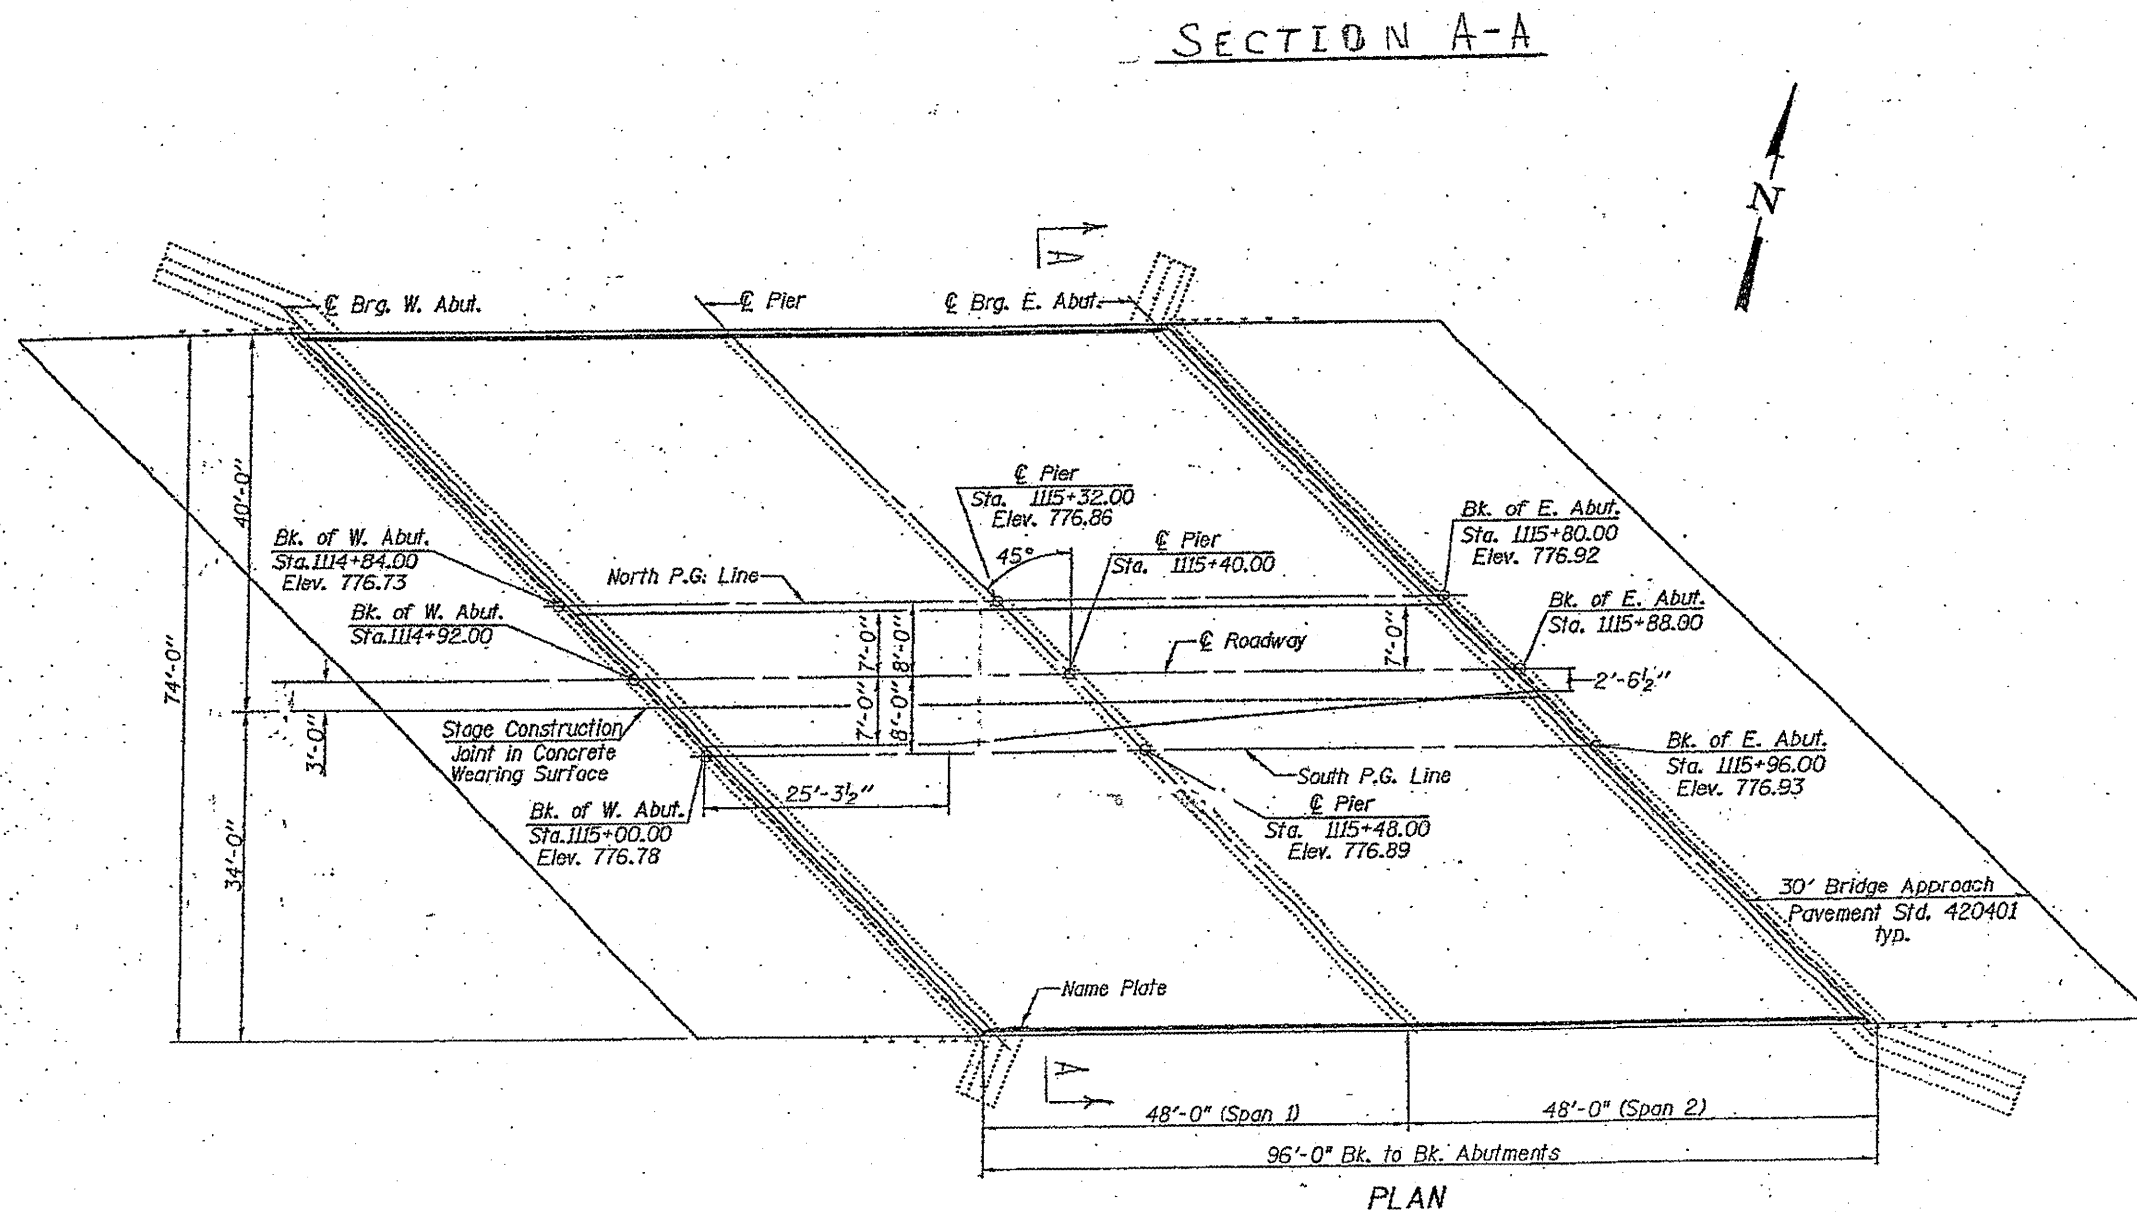 SECTION A-A
N
A
℄ Brg. W. Abut.
℄ Pier
℄ Brg. E. Abut.
74'-0"
40'-0"
34'-0"
3'-0"
Bk. of W. Abut.
Sta. 1114+84.00
Elev. 776.73
Bk. of W. Abut.
Sta. 1114+92.00
North P.G. Line
℄ Pier
Sta. 1115+32.00
Elev. 776.86
45°
℄ Pier
Sta. 1115+40.00
Bk. of E. Abut.
Sta. 1115+80.00
Elev. 776.92
Bk. of E. Abut.
Sta. 1115+88.00
7'-0"
8'-0"
7'-0"
8'-0"
7'-0"
℄ Roadway
2'-6½"
Stage Construction
Joint in Concrete
Wearing Surface
25'-3½"
Bk. of W. Abut.
Sta. 1115+00.00
Elev. 776.78
South P.G. Line
℄ Pier
Sta. 1115+48.00
Elev. 776.89
Bk. of E. Abut.
Sta. 1115+96.00
Elev. 776.93
30' Bridge Approach
Pavement Std. 420401
typ.
Name Plate
A
48'-0" (Span 1)
48'-0" (Span 2)
96'-0" Bk. to Bk. Abutments
PLAN